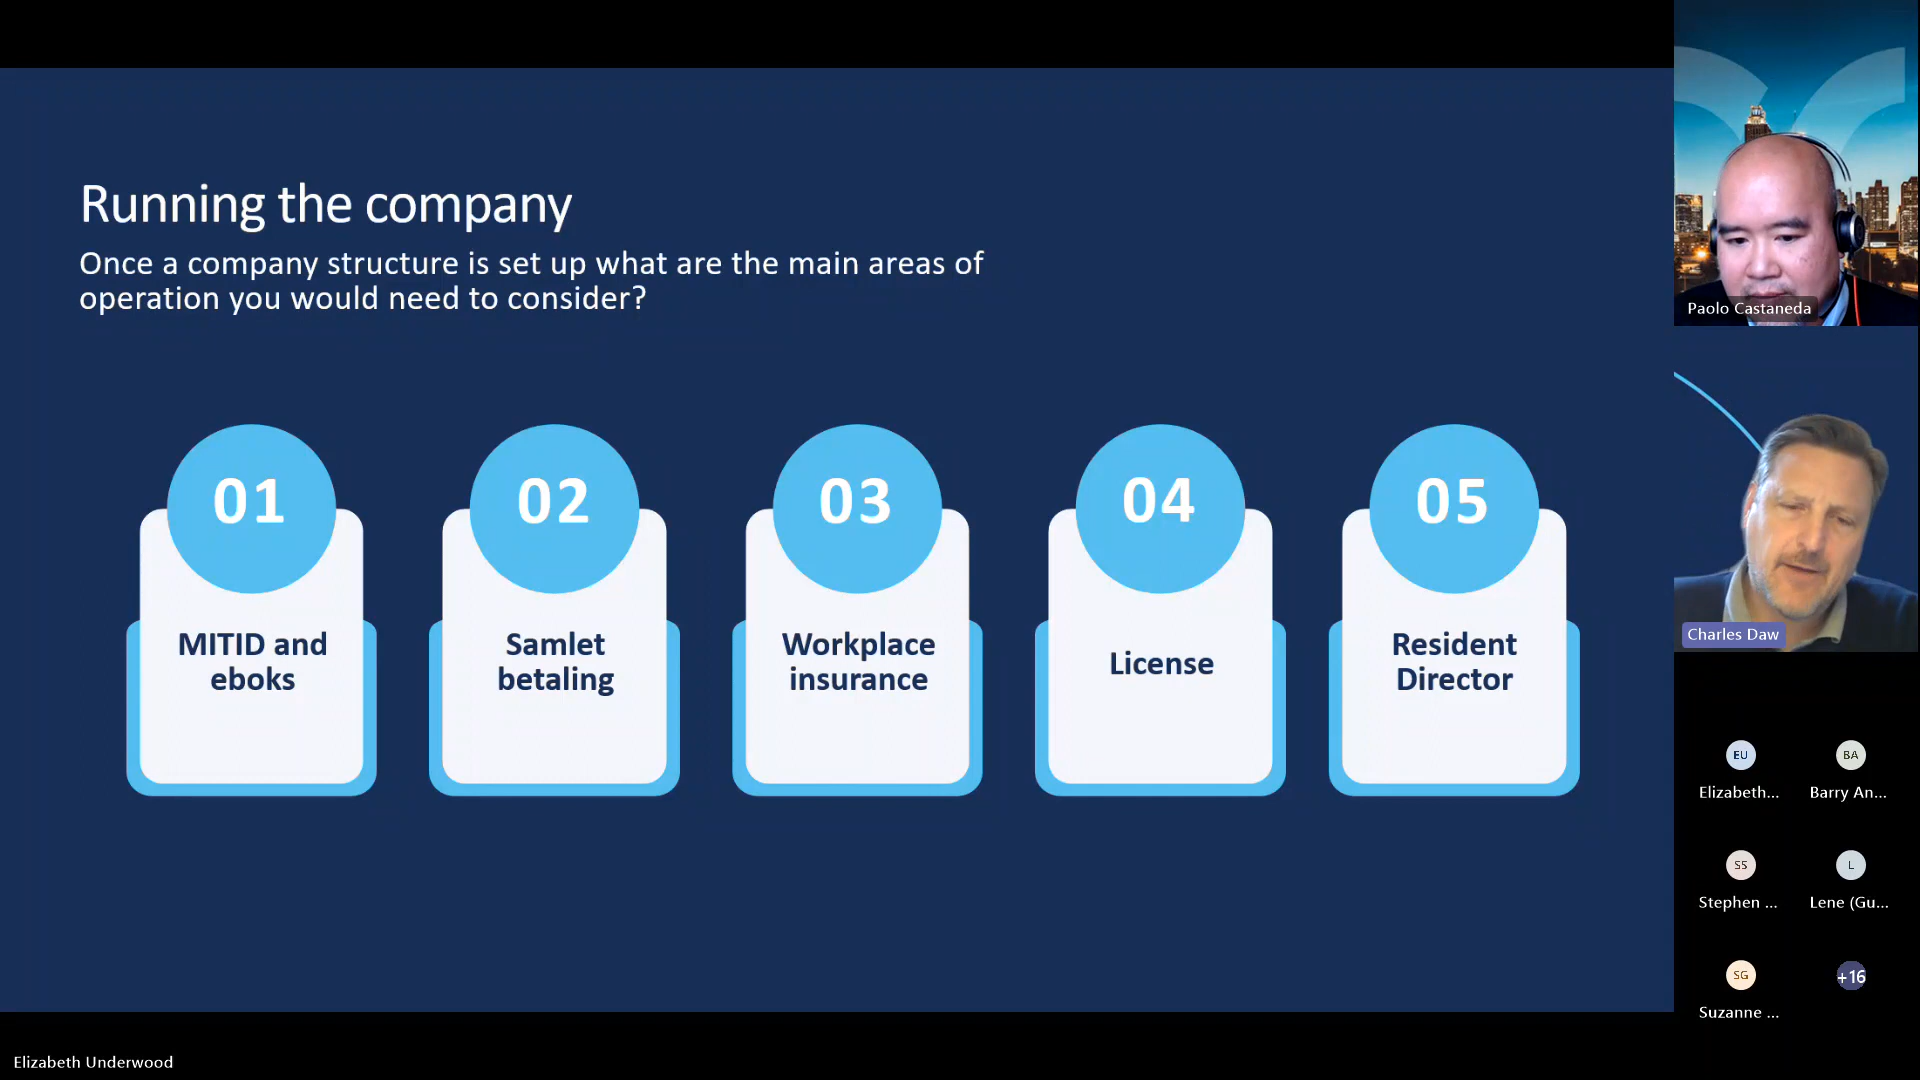 Running the company
Once a company structure is set up what are the main areas of
operation you would need to consider?
01
MITID and
eboks
02
Samlet
betaling
03
Workplace
insurance
04
License
05
Resident
Director
Paolo Castaneda
Charles Daw
EU
Elizabeth...
BA
Barry An...
SS
Stephen ...
L
Lene (Gu...
SG
Suzanne ...
+16
Elizabeth Underwood